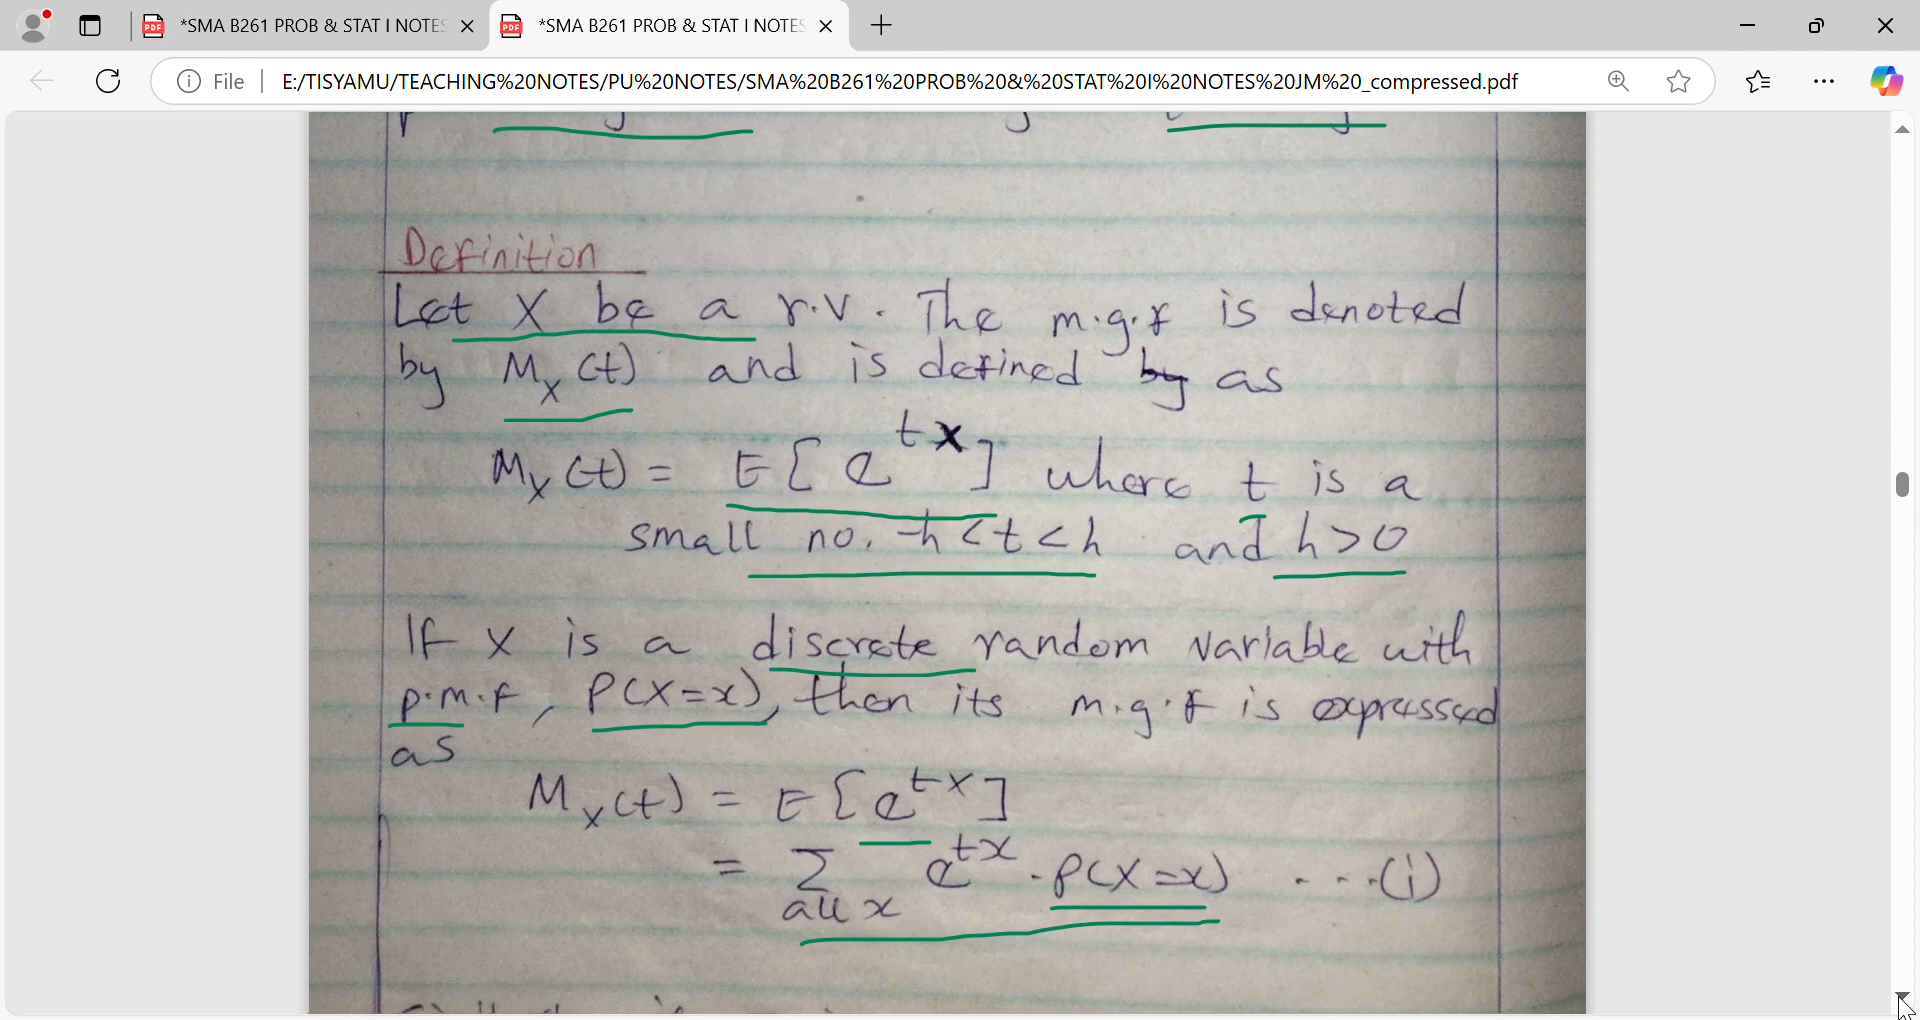 *SMA B261 PROB & STAT I NOTES
*SMA B261 PROB & STAT I NOTES
File
E:/TISYAMU/TEACHING%20NOTES/PU%20NOTES/SMA%20B261%20PROB%20&%20STAT%20I%20NOTES%20JM%20_compressed.pdf
Definition
Let X be a r.v. The m.g.f is denoted
by Mx(t) and is defined by as
Mx(t) = E[e^tx] where t is a
small no. -h<t<h and h>0
If X is a discrete random variable with
p.m.f, P(X=x), then its m.g.f is expressed
as
Mx(t) = E[e^tx]
= Σ e^tx . P(X=x) ....(i)
all x